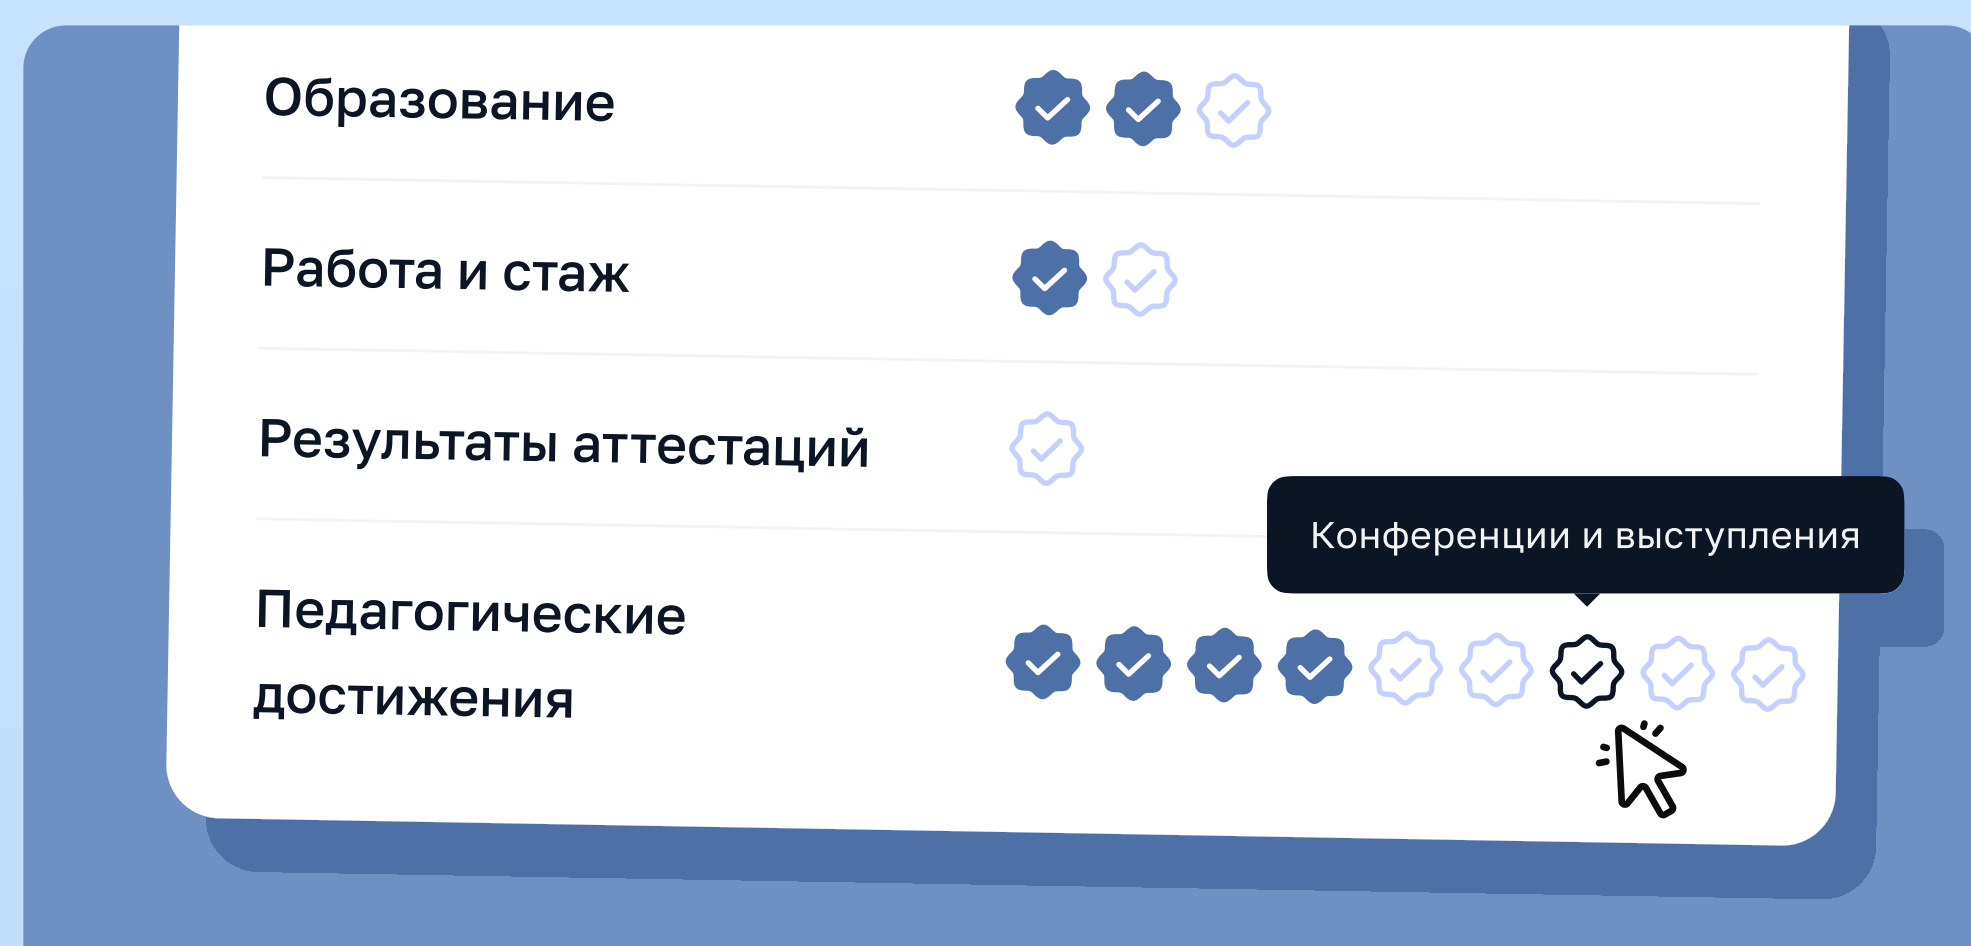 Образование
Работа и стаж
Результаты аттестаций
Конференции и выступления
Педагогические
достижения